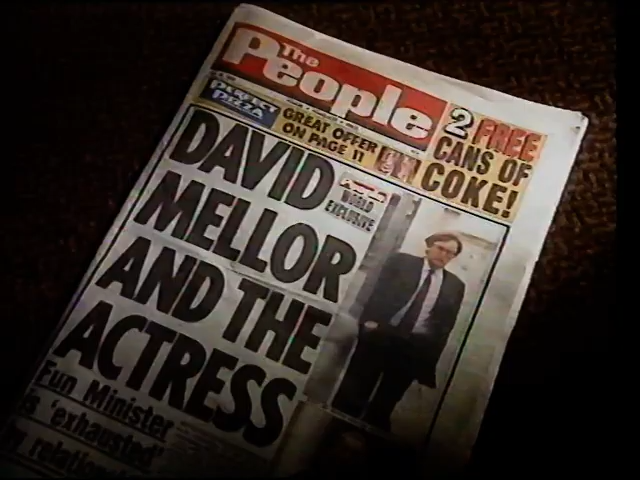 The
People
PERFECT
PIZZA
GREAT OFFER
ON PAGE 11
2 FREE
CANS OF
COKE!
DAVID
MELLOR
AND THE
ACTRESS
WORLD
EXCLUSIVE
Fun Minister
'exhausted'